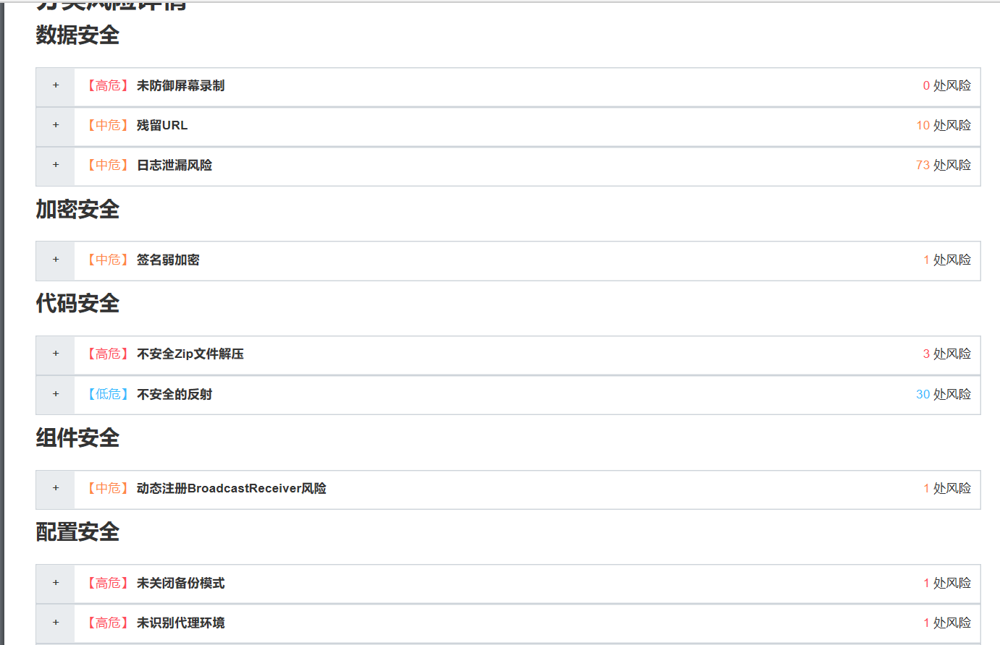 分类风险详情
数据安全
+ 【高危】 未防御屏幕录制 0 处风险
+ 【中危】 残留URL 10 处风险
+ 【中危】 日志泄漏风险 73 处风险
加密安全
+ 【中危】 签名弱加密 1 处风险
代码安全
+ 【高危】 不安全Zip文件解压 3 处风险
+ 【低危】 不安全的反射 30 处风险
组件安全
+ 【中危】 动态注册BroadcastReceiver风险 1 处风险
配置安全
+ 【高危】 未关闭备份模式 1 处风险
+ 【高危】 未识别代理环境 1 处风险